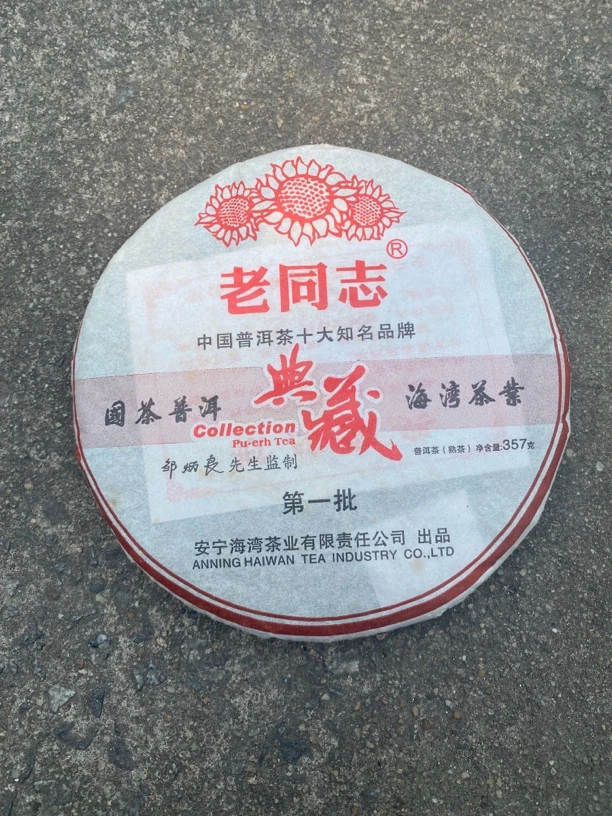 ®
老同志
中国普洱茶十大知名品牌
國茶普洱
典藏
海湾茶業
Collection
Pu-erh Tea
普洱茶（熟茶）净含量:357克
邹炳良先生监制
第一批
安宁海湾茶业有限责任公司 出品
ANNING HAIWAN TEA INDUSTRY CO.,LTD